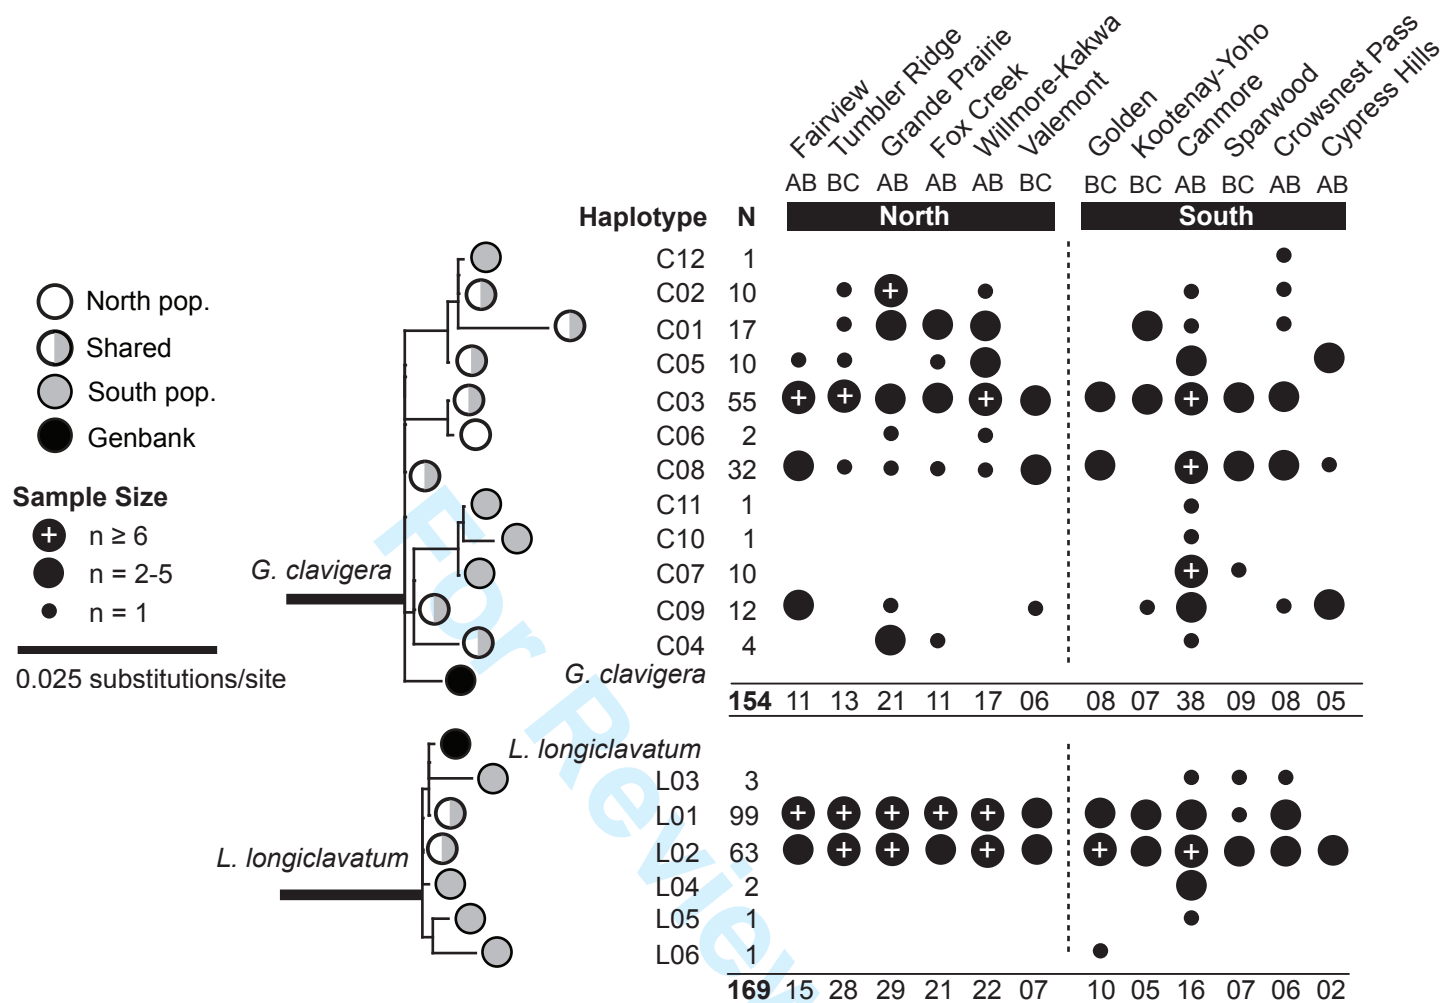 Fairview Tumbler Ridge Grande Prairie Fox Creek Willmore-Kakwa Valemont Golden Kootenay-Yoho Canmore Sparwood Crowsnest Pass Cypress Hills
AB BC AB AB AB BC BC BC AB BC AB AB
Haplotype N North South
C12 1
C02 10
C01 17
C05 10
C03 55
C06 2
C08 32
C11 1
C10 1
C07 10
C09 12
C04 4
G. clavigera
154 11 13 21 11 17 06 08 07 38 09 08 05
North pop.
Shared
South pop.
Genbank
Sample Size
+ n ≥ 6
n = 2-5
n = 1
0.025 substitutions/site
G. clavigera
L. longiclavatum
L03 3
L01 99
L02 63
L04 2
L05 1
L06 1
169 15 28 29 21 22 07 10 05 16 07 06 02
L. longiclavatum
For Review